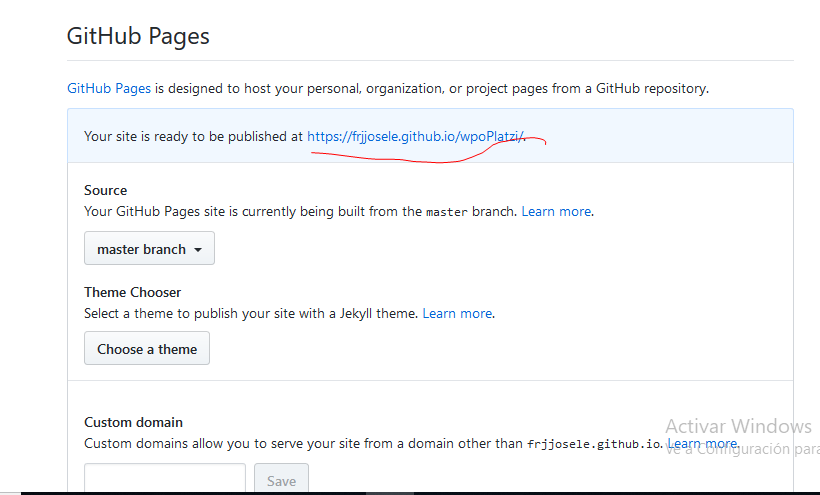 GitHub Pages
GitHub Pages is designed to host your personal, organization, or project pages from a GitHub repository.
Your site is ready to be published at https://frjjosele.github.io/wpoPlatzi/.
Source
Your GitHub Pages site is currently being built from the master branch. Learn more.
master branch
Theme Chooser
Select a theme to publish your site with a Jekyll theme. Learn more.
Choose a theme
Custom domain
Custom domains allow you to serve your site from a domain other than frjjosele.github.io. Learn more.
Save
Activar Windows
Ve a Configuración para